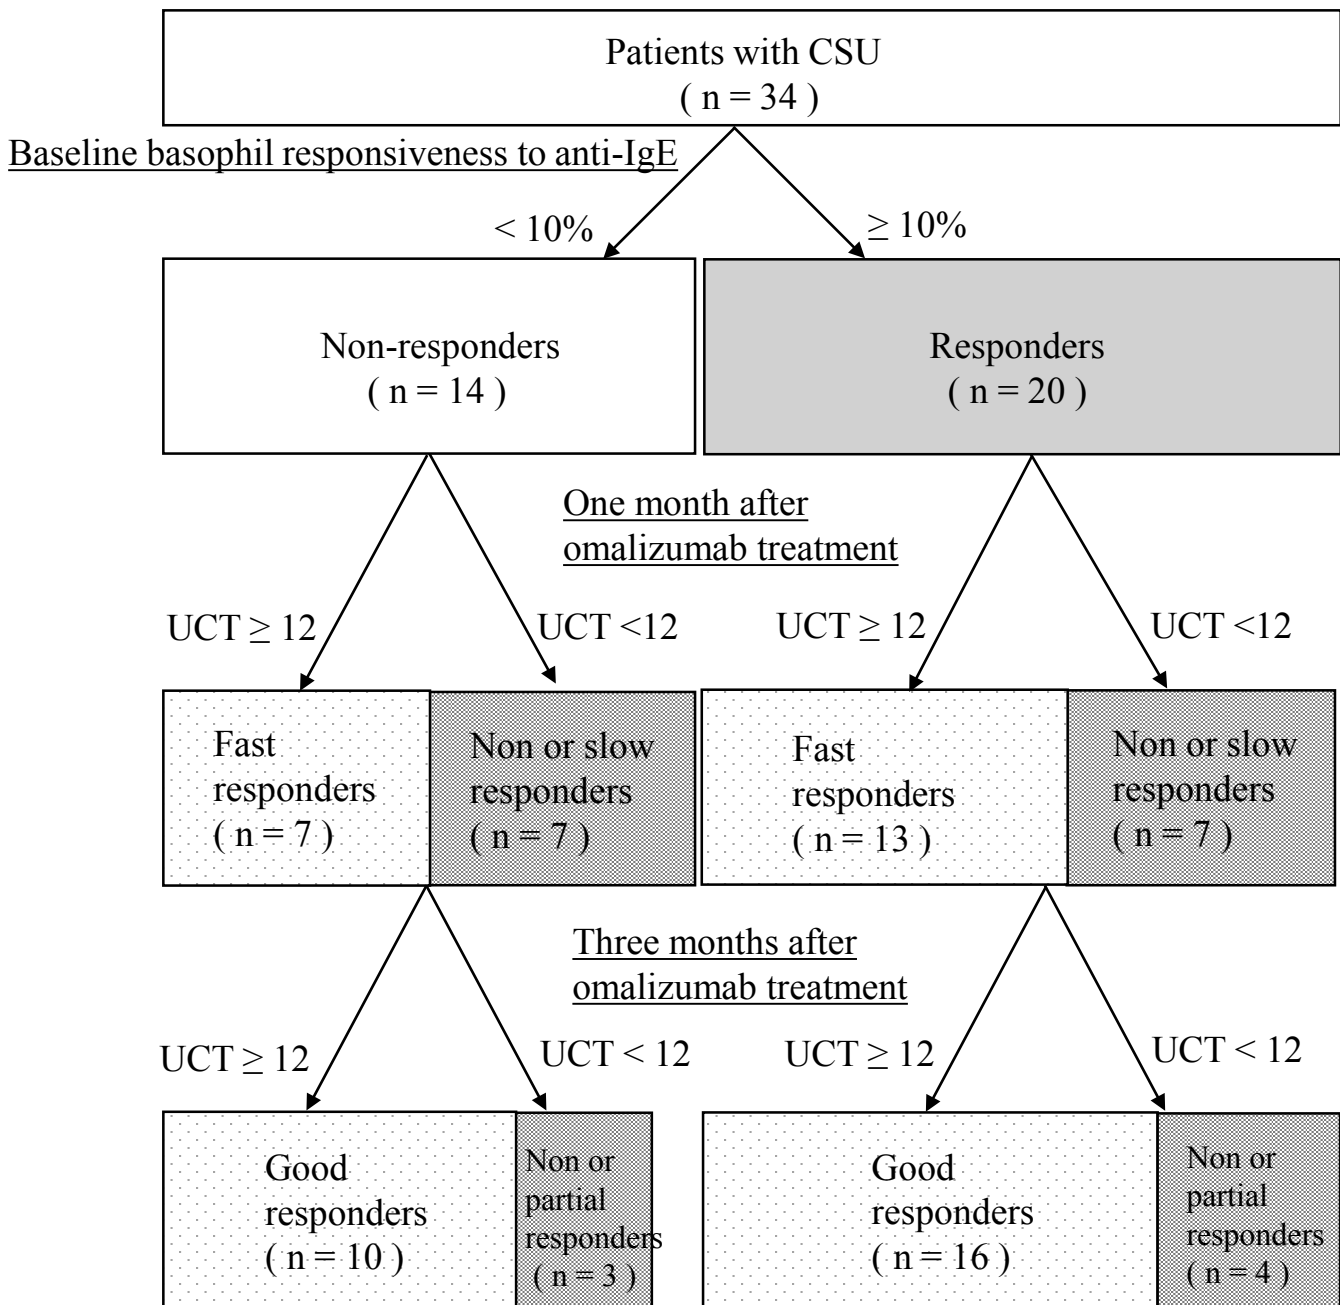 Patients with CSU
( n = 34 )
Baseline basophil responsiveness to anti-IgE
< 10%
≥ 10%
Non-responders
( n = 14 )
Responders
( n = 20 )
One month after
omalizumab treatment
UCT ≥ 12
UCT <12
UCT ≥ 12
UCT <12
Fast
responders
( n = 7 )
Non or slow
responders
( n = 7 )
Fast
responders
( n = 13 )
Non or slow
responders
( n = 7 )
Three months after
omalizumab treatment
UCT ≥ 12
UCT < 12
UCT ≥ 12
UCT < 12
Good
responders
( n = 10 )
Non or
partial
responders
( n = 3 )
Good
responders
( n = 16 )
Non or
partial
responders
( n = 4 )